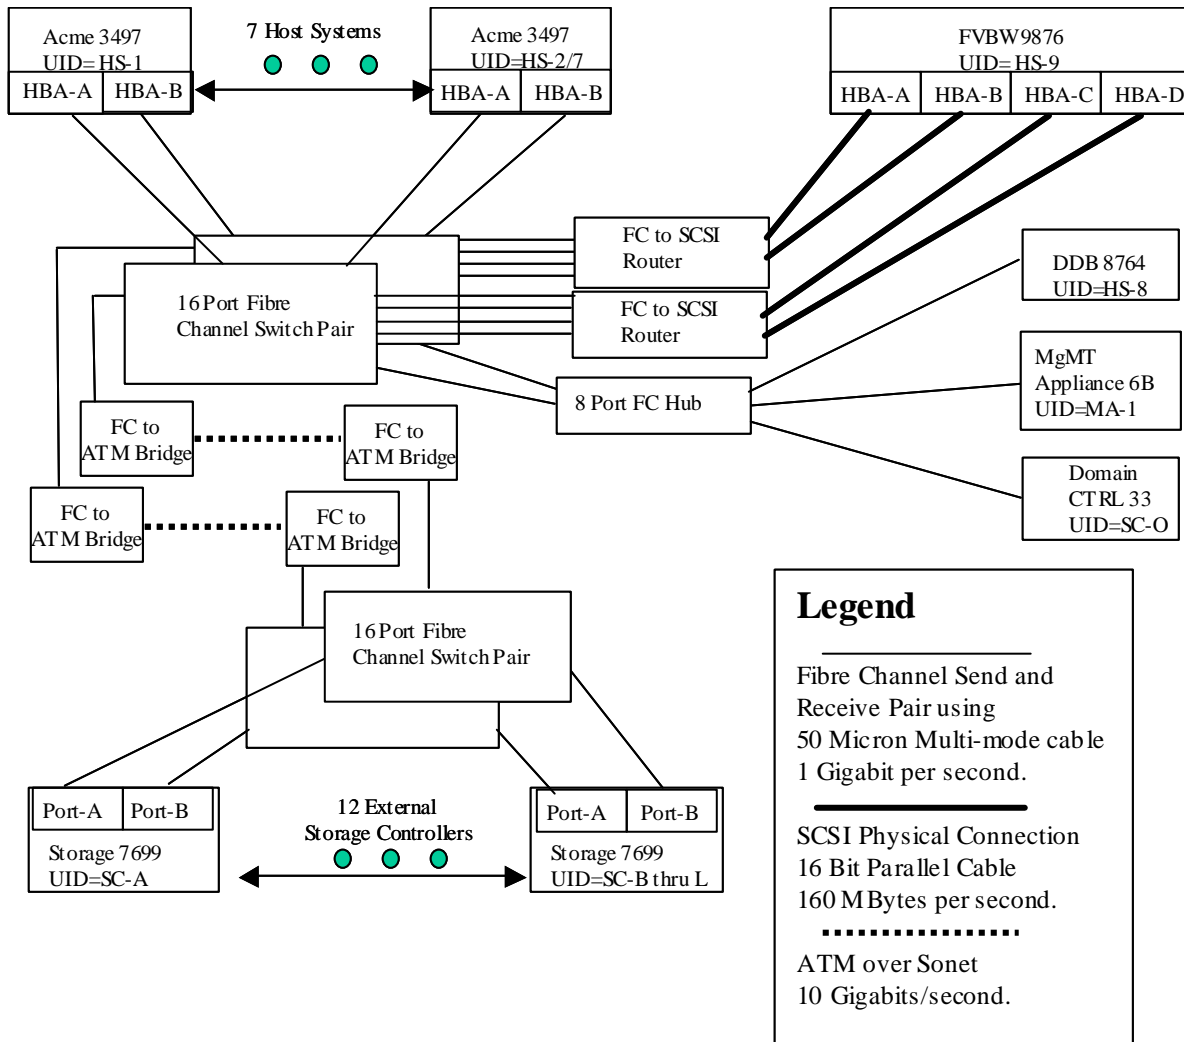 Acme 3497
UID= HS-1
HBA-A
HBA-B
7 Host Systems
Acme 3497
UID=HS-2/7
HBA-A
HBA-B
FVBW9876
UID= HS-9
HBA-A
HBA-B
HBA-C
HBA-D
16 Port Fibre
Channel Switch Pair
FC to SCSI
Router
FC to SCSI
Router
8 Port FC Hub
DDB 8764
UID=HS-8
MgMT
Appliance 6B
UID=MA-1
Domain
CTRL 33
UID=SC-O
FC to
ATM Bridge
FC to
ATM Bridge
FC to
ATM Bridge
FC to
ATM Bridge
16 Port Fibre
Channel Switch Pair
Port-A
Port-B
Storage 7699
UID=SC-A
12 External
Storage Controllers
Port-A
Port-B
Storage 7699
UID=SC-B thru L
Legend
Fibre Channel Send and
Receive Pair using
50 Micron Multi-mode cable
1 Gigabit per second.
SCSI Physical Connection
16 Bit Parallel Cable
160 MBytes per second.
ATM over Sonet
10 Gigabits/second.